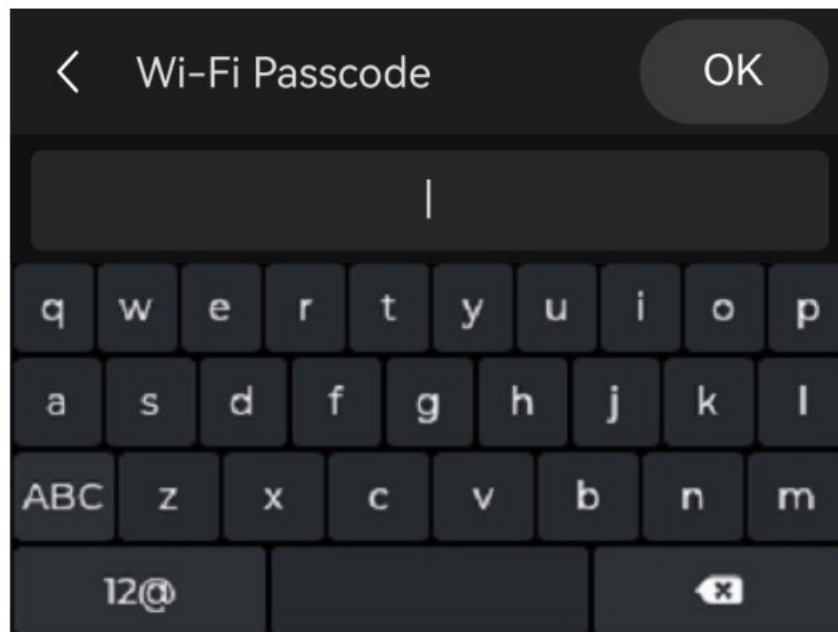 Wi-Fi Passcode OK
q w e r t y u i o p
a s d f g h j k l
ABC z x c v b n m
12@